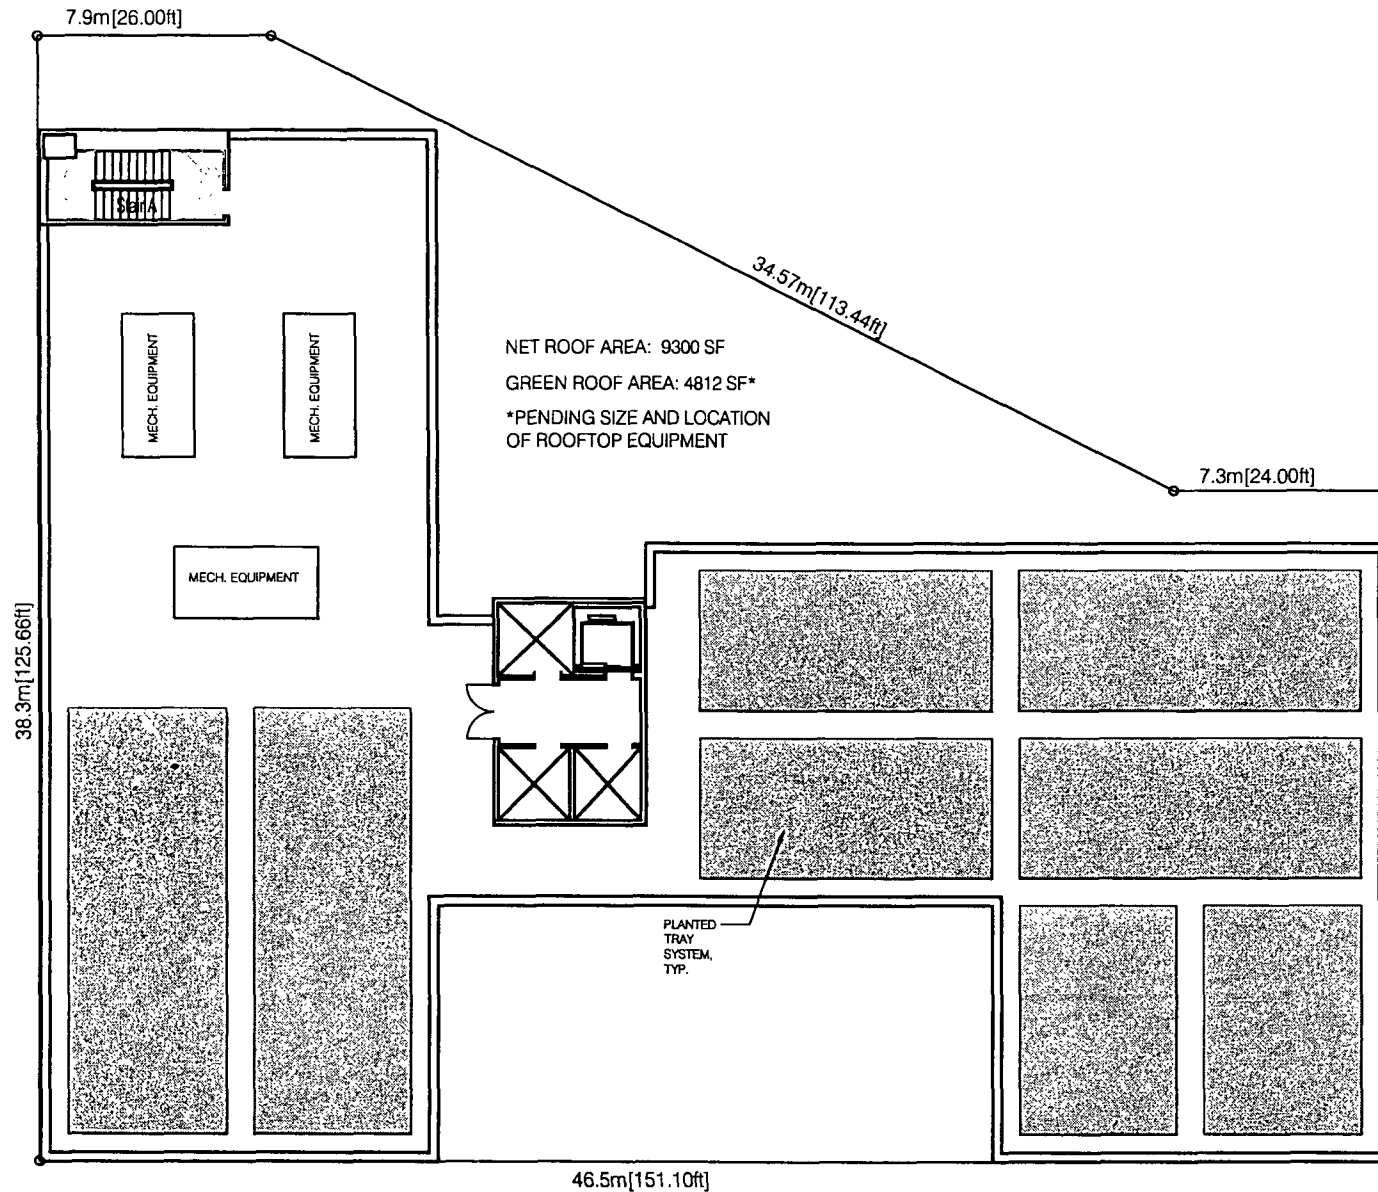 7.9m[26.00ft]
Stair A
34.57m[113.44ft]
MECH. EQUIPMENT
MECH. EQUIPMENT
NET ROOF AREA: 9300 SF
GREEN ROOF AREA: 4812 SF*
*PENDING SIZE AND LOCATION
OF ROOFTOP EQUIPMENT
7.3m[24.00ft]
MECH. EQUIPMENT
38.3m[125.66ft]
PLANTED
TRAY
SYSTEM,
TYP.
46.5m[151.10ft]